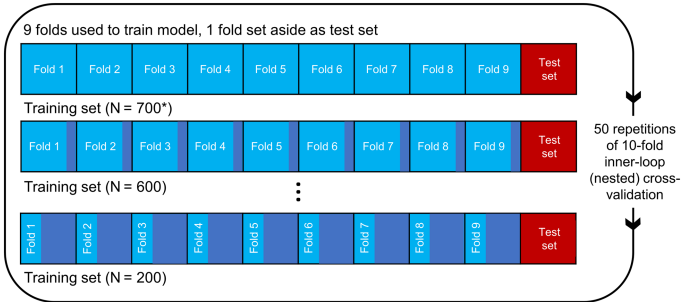 9 folds used to train model, 1 fold set aside as test set
Fold 1 Fold 2 Fold 3 Fold 4 Fold 5 Fold 6 Fold 7 Fold 8 Fold 9 Test set
Training set (N = 700*)
Fold 1 Fold 2 Fold 3 Fold 4 Fold 5 Fold 6 Fold 7 Fold 8 Fold 9 Test set
Training set (N = 600)
Fold 1 Fold 2 Fold 3 Fold 4 Fold 5 Fold 6 Fold 7 Fold 8 Fold 9 Test set
Training set (N = 200)
50 repetitions
of 10-fold
inner-loop
(nested) cross-
validation